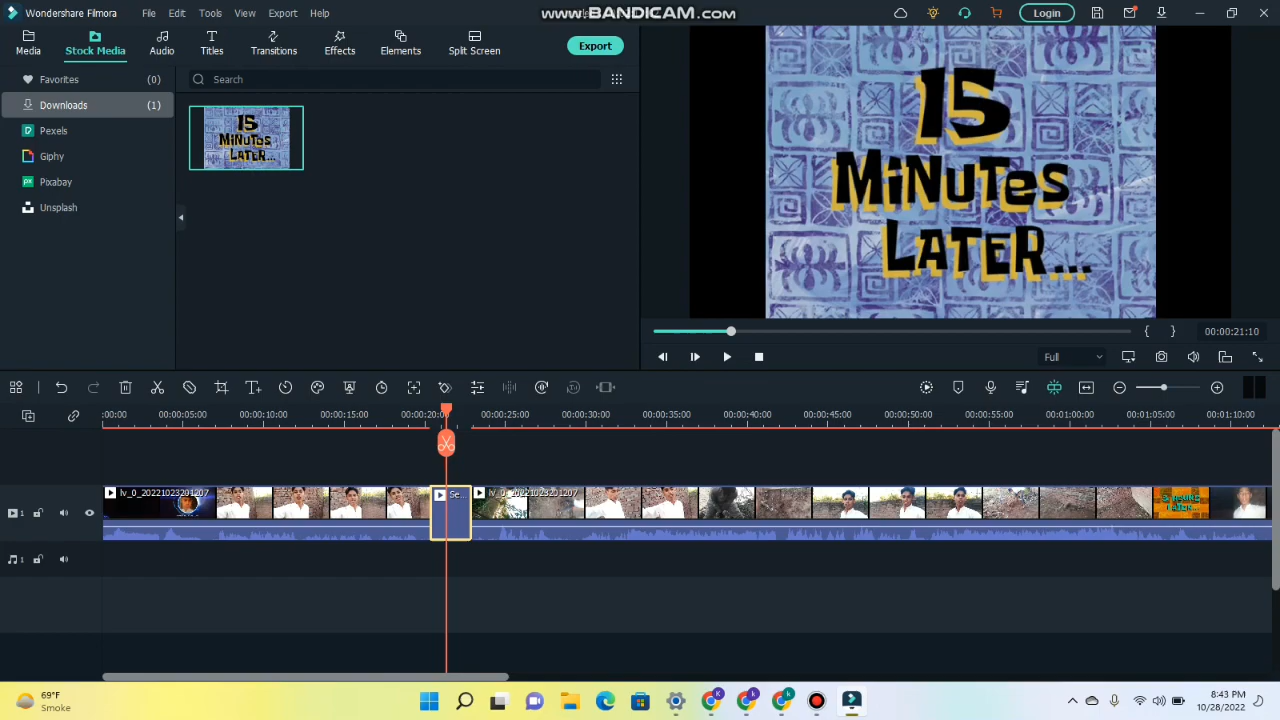 Wondershare Filmora
File
Edit
Tools
View
Export
Help
WWW.BANDICAM.COM
Login
Media
Stock Media
Audio
Titles
Transitions
Effects
Elements
Split Screen
Export
Favorites (0)
Downloads (1)
Pexels
Giphy
Pixabay
Unsplash
Search
15
MiNUTES
LATER...
15
MiNUTeS
LATER...
00:00:21:10
Full
:00:00
00:00:05:00
00:00:10:00
00:00:15:00
00:00:20:00
00:00:25:00
00:00:30:00
00:00:35:00
00:00:40:00
00:00:45:00
00:00:50:00
00:00:55:00
00:01:00:00
00:01:05:00
00:01:10:00
lv_0_20221023201207
Se...
lv_0_20221023201207
LATER...
1
1
69°F
Smoke
8:43 PM
10/28/2022